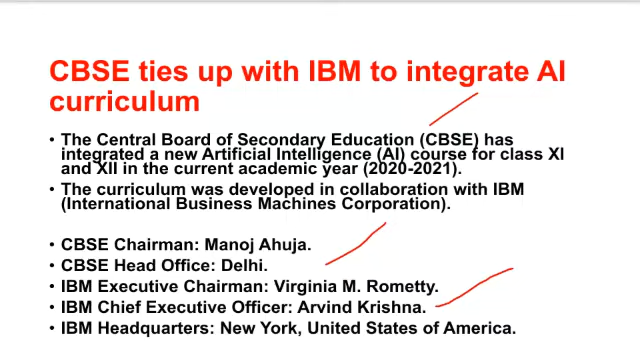 CBSE ties up with IBM to integrate AI
curriculum
• The Central Board of Secondary Education (CBSE) has
integrated a new Artificial Intelligence (AI) course for class XI
and XII in the current academic year (2020-2021).
• The curriculum was developed in collaboration with IBM
(International Business Machines Corporation).
• CBSE Chairman: Manoj Ahuja.
• CBSE Head Office: Delhi.
• IBM Executive Chairman: Virginia M. Rometty.
• IBM Chief Executive Officer: Arvind Krishna.
• IBM Headquarters: New York, United States of America.